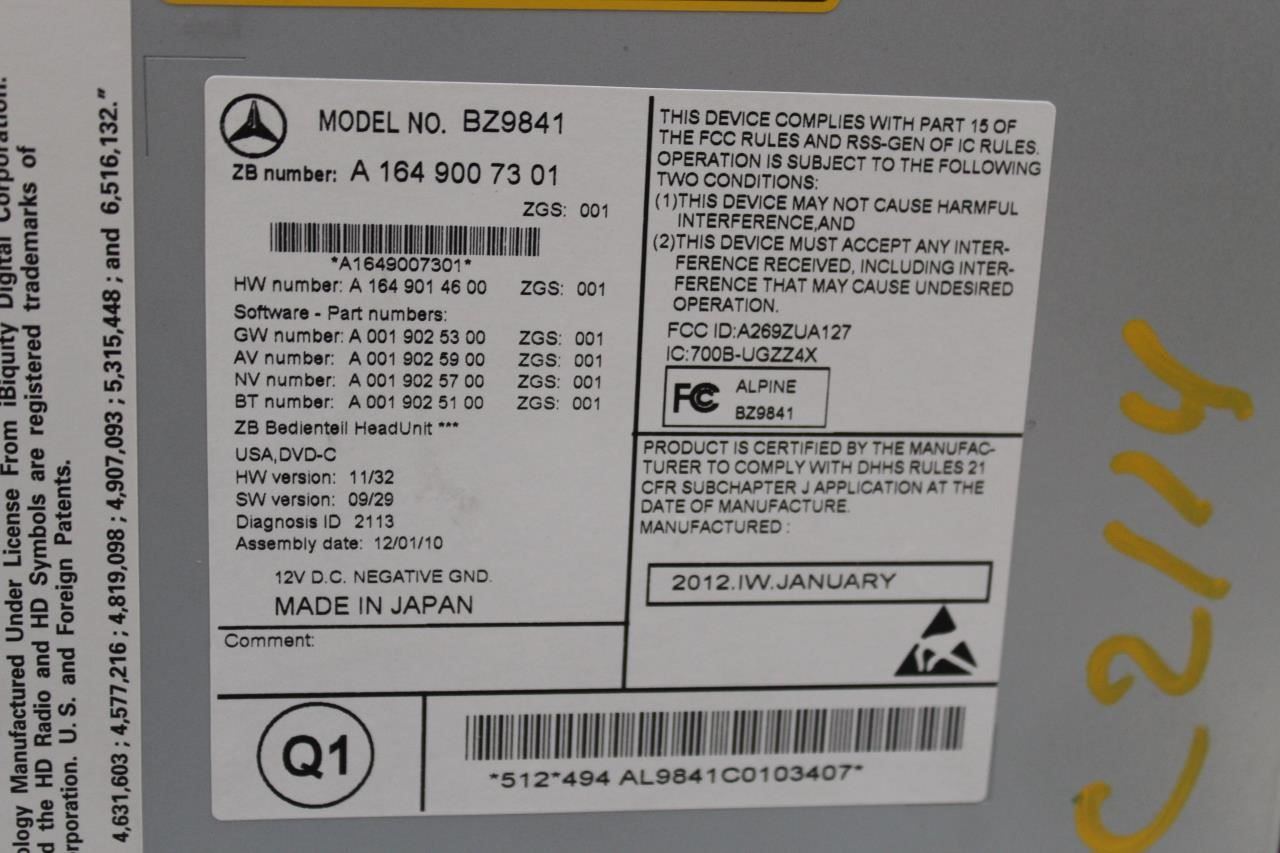 MODEL NO. BZ9841
ZB number: A 164 900 73 01
ZGS: 001
*A1649007301*
HW number: A 164 901 46 00 ZGS: 001
Software - Part numbers:
GW number: A 001 902 53 00 ZGS: 001
AV number: A 001 902 59 00 ZGS: 001
NV number: A 001 902 57 00 ZGS: 001
BT number: A 001 902 51 00 ZGS: 001
ZB Bedienteil HeadUnit ***
USA,DVD-C
HW version: 11/32
SW version: 09/29
Diagnosis ID 2113
Assembly date: 12/01/10
12V D.C. NEGATIVE GND.
MADE IN JAPAN
Comment:
THIS DEVICE COMPLIES WITH PART 15 OF
THE FCC RULES AND RSS-GEN OF IC RULES.
OPERATION IS SUBJECT TO THE FOLLOWING
TWO CONDITIONS:
(1)THIS DEVICE MAY NOT CAUSE HARMFUL
INTERFERENCE,AND
(2)THIS DEVICE MUST ACCEPT ANY INTER-
FERENCE RECEIVED, INCLUDING INTER-
FERENCE THAT MAY CAUSE UNDESIRED
OPERATION.
FCC ID:A269ZUA127
IC:700B-UGZZ4X
FC ALPINE
BZ9841
PRODUCT IS CERTIFIED BY THE MANUFAC-
TURER TO COMPLY WITH DHHS RULES 21
CFR SUBCHAPTER J APPLICATION AT THE
DATE OF MANUFACTURE.
MANUFACTURED :
2012.IW.JANUARY
Q1
*512*494 AL9841C0103407*
ology Manufactured Under License From iBiquity Digital Corporation.
d the HD Radio and HD Symbols are registered trademarks of
rporation. U.S. and Foreign Patents.
4,631,603 ; 4,577,216 ; 4,819,098 ; 4,907,093 ; 5,315,448 ; and 6,516,132."
C2114